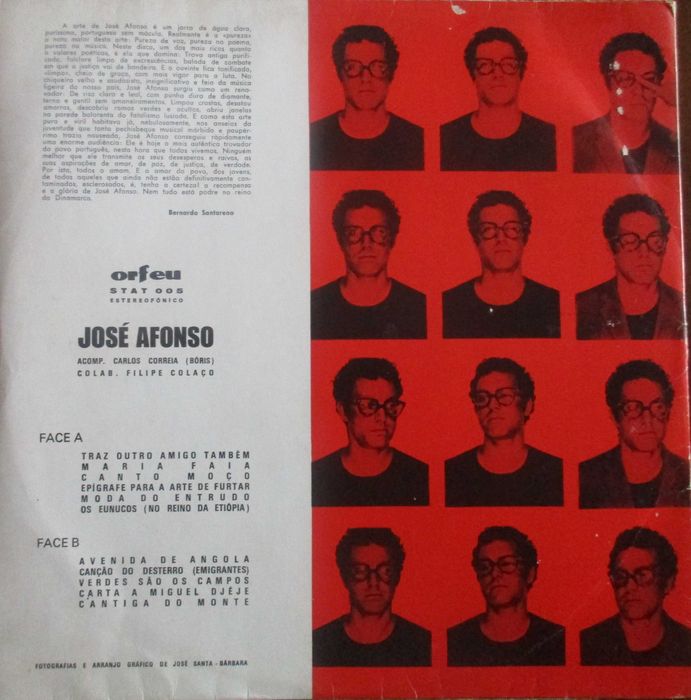 A arte de José Afonso é um jorro de água clara,
puríssima, portuguesa sem mácula. Realmente é a «pureza»
a nota maior desta arte: Pureza de voz, pureza no poema,
pureza na música. Neste disco, um dos mais ricos quanto
a valores poéticos, é ela que domina: Trova antiga purifi-
cada, folclore limpo de excrescências, balada de combate
em que a justiça vai de bandeira. E o ouvinte fica tonificado,
«limpo», cheio de graça, com mais vigor para a luta. No
chiqueiro velho e saudosista, insignificativo e feio da música
ligeira do nosso país, José Afonso surgiu como um reno-
vador. De riso claro e leal, com punho duro de diamante,
terno e gentil sem amaneiramentos. Limpou crostas, desatou
amarras, descobriu ramos verdes e ocultos, abriu janelas
na parede bolorenta do fatalismo lusíada. E como esta arte
pura e viril habitava já, nebulosamente, nos anseios da
juventude que tanto pechisbeque musical mórbido e paupér-
rimo trazia nauseada, José Afonso conseguiu ràpidamente
uma enorme audiência: Ele é hoje o mais autêntico trovador
do povo português, nesta hora que todos vivemos. Ninguém
melhor que ele transmite os seus desesperos e raivas, as
suas aspirações de amor, de paz, de justiça, de verdade.
Por isto, todos o amam. E o amor do povo, dos jovens,
de todos aqueles que ainda não estão definitivamente con-
taminados, esclerosados, é, tenho a certeza! a recompensa
e a glória de José Afonso. Nem tudo está podre no reino
da Dinamarca.
Bernardo Santareno
orfeu
STAT 005
ESTEREOFÓNICO
JOSÉ AFONSO
ACOMP. CARLOS CORREIA (BÓRIS)
COLAB. FILIPE COLAÇO
FACE A
TRAZ OUTRO AMIGO TAMBÉM
MARIA FAIA
CANTO MOÇO
EPÍGRAFE PARA A ARTE DE FURTAR
MODA DO ENTRUDO
OS EUNUCOS (NO REINO DA ETIÓPIA)
FACE B
AVENIDA DE ANGOLA
CANÇÃO DO DESTERRO (EMIGRANTES)
VERDES SÃO OS CAMPOS
CARTA A MIGUEL DJÉJE
CANTIGA DO MONTE
FOTOGRAFIAS E ARRANJO GRÁFICO DE JOSÉ SANTA-BÁRBARA